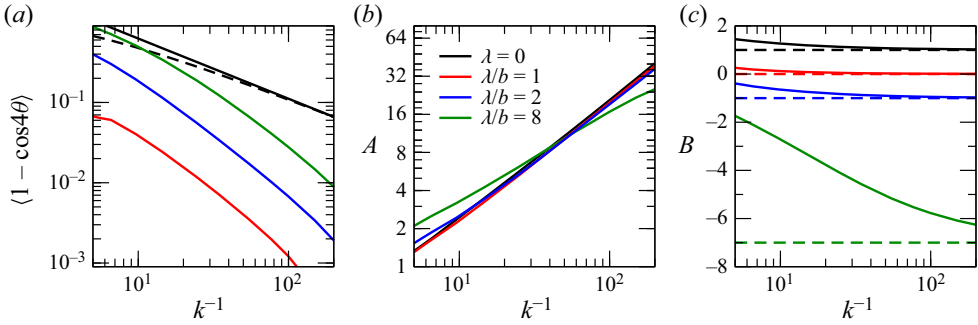 (a)
(b)
(c)
⟨1 – cos4θ⟩
10⁻¹
10⁻²
10⁻³
10¹
10²
k⁻¹
A
64
32
16
8
4
2
1
λ = 0
λ/b = 1
λ/b = 2
λ/b = 8
10¹
10²
k⁻¹
B
2
0
−2
−4
−6
−8
10¹
10²
k⁻¹